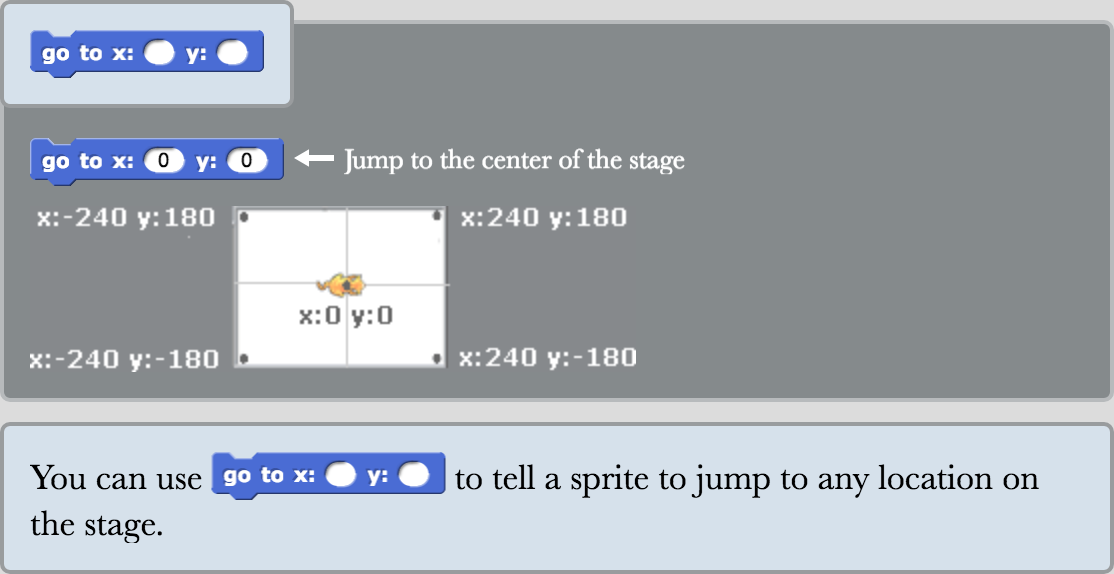 go to x: y:
go to x: 0 y: 0 Jump to the center of the stage
x:-240 y:180 x:240 y:180
x:0 y:0
x:-240 y:-180 x:240 y:-180
You can use go to x: y: to tell a sprite to jump to any location on
the stage.